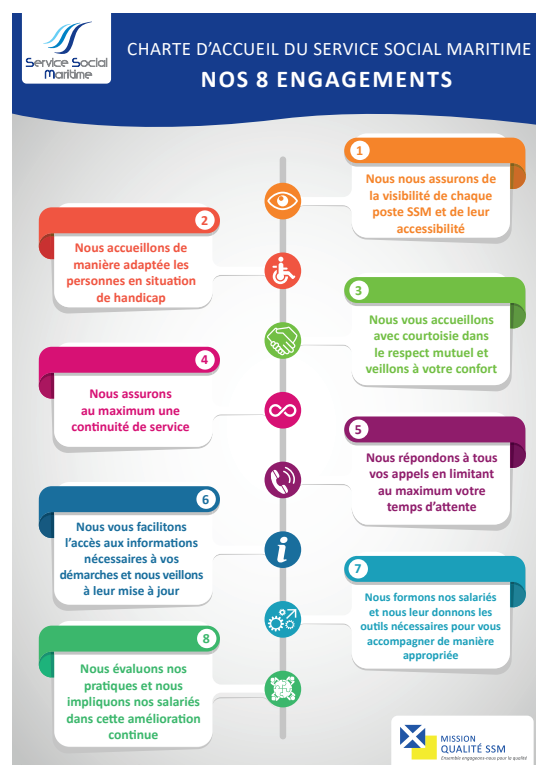 Service Social
Maritime
CHARTE D'ACCUEIL DU SERVICE SOCIAL MARITIME
NOS 8 ENGAGEMENTS
1
Nous nous assurons de
la visibilité de chaque
poste SSM et de leur
accessibilité
2
Nous accueillons de
manière adaptée les
personnes en situation
de handicap
3
Nous vous accueillons
avec courtoisie dans
le respect mutuel et
veillons à votre confort
4
Nous assurons
au maximum une
continuité de service
5
Nous répondons à tous
vos appels en limitant
au maximum votre
temps d'attente
6
Nous vous facilitons
l'accès aux informations
nécessaires à vos
démarches et nous veillons
à leur mise à jour
7
Nous formons nos salariés
et nous leur donnons les
outils nécessaires pour vous
accompagner de manière
appropriée
8
Nous évaluons nos
pratiques et nous
impliquons nos salariés
dans cette amélioration
continue
MISSION
QUALITÉ SSM
Ensemble engageons-nous pour la qualité